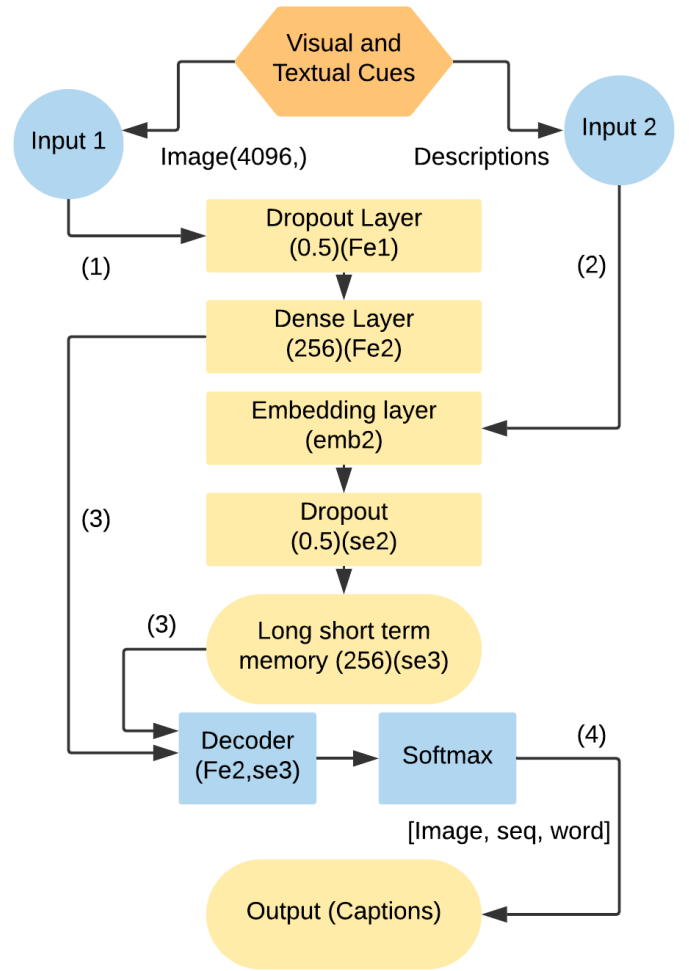 Visual and
Textual Cues
Input 1
Input 2
Image(4096,)
Descriptions
Dropout Layer
(0.5)(Fe1)
(1)
(2)
Dense Layer
(256)(Fe2)
Embedding layer
(emb2)
(3)
Dropout
(0.5)(se2)
(3)
Long short term
memory (256)(se3)
Decoder
(Fe2,se3)
Softmax
(4)
[Image, seq, word]
Output (Captions)